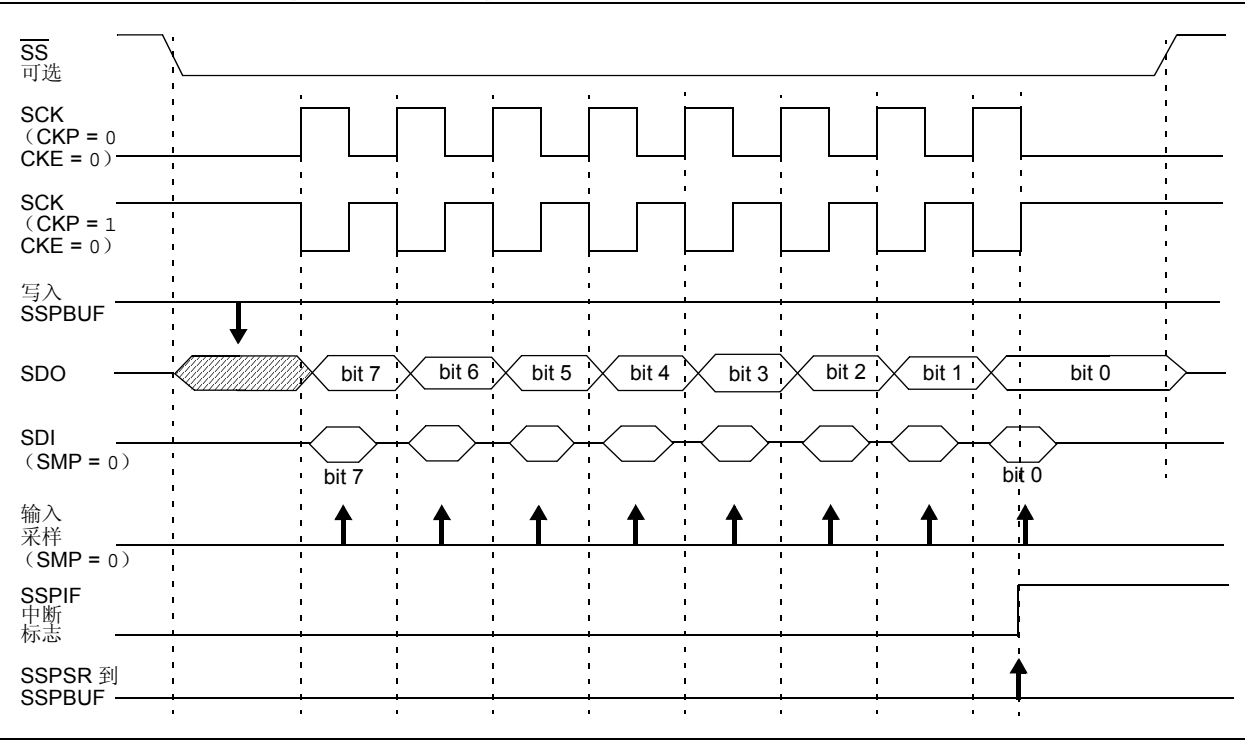 SS
可选
SCK
（CKP = 0
CKE = 0）
SCK
（CKP = 1
CKE = 0）
写入
SSPBUF
SDO
bit 7
bit 6
bit 5
bit 4
bit 3
bit 2
bit 1
bit 0
SDI
（SMP = 0）
bit 7
bit 0
输入
采样
（SMP = 0）
SSPIF
中断
标志
SSPSR 到
SSPBUF